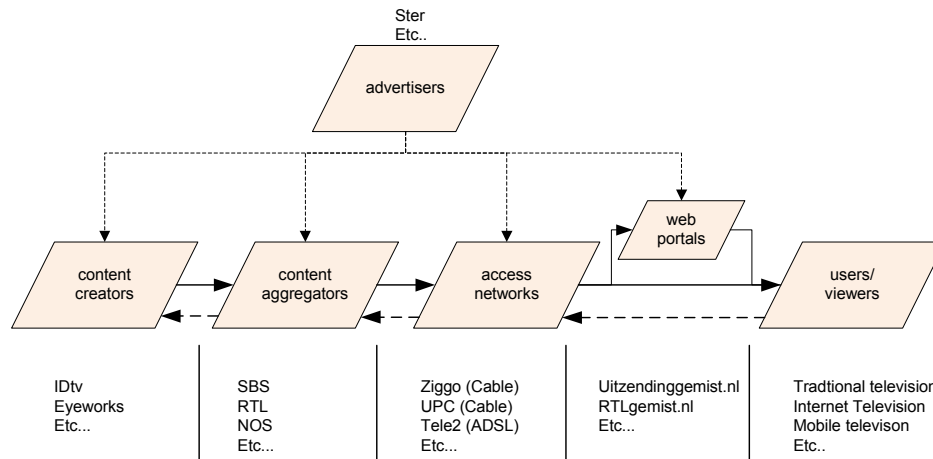 Ster
Etc..
advertisers
web
portals
content
creators
content
aggregators
access
networks
users/
viewers
IDtv
Eyeworks
Etc...
SBS
RTL
NOS
Etc...
Ziggo (Cable)
UPC (Cable)
Tele2 (ADSL)
Etc...
Uitzendinggemist.nl
RTLgemist.nl
Etc...
Tradtional television
Internet Television
Mobile televison
Etc..